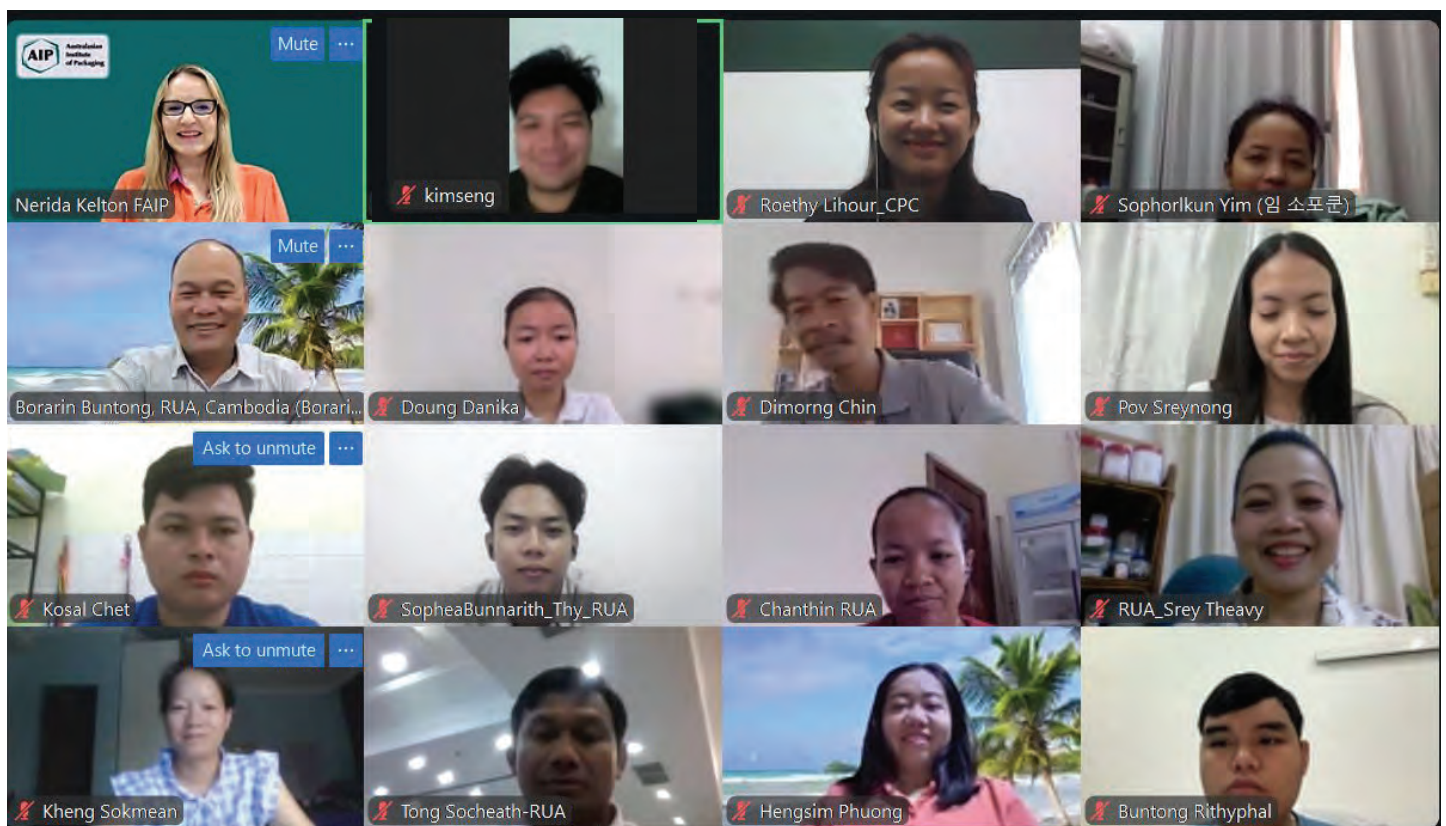 AIP
Australasian
Institute
of Packaging
Mute
...
Nerida Kelton FAIP
kimseng
Roethy Lihour_CPC
Sophorlkun Yim (임 소포쿤)
Mute
...
Borarin Buntong, RUA, Cambodia (Borari...
Doung Danika
Dimorng Chin
Pov Sreynong
Ask to unmute
...
Kosal Chet
SopheaBunnarith_Thy_RUA
Chanthin RUA
RUA_Srey Theavy
Ask to unmute
...
Kheng Sokmean
Tong Socheath-RUA
Hengsim Phuong
Buntong Rithyphal